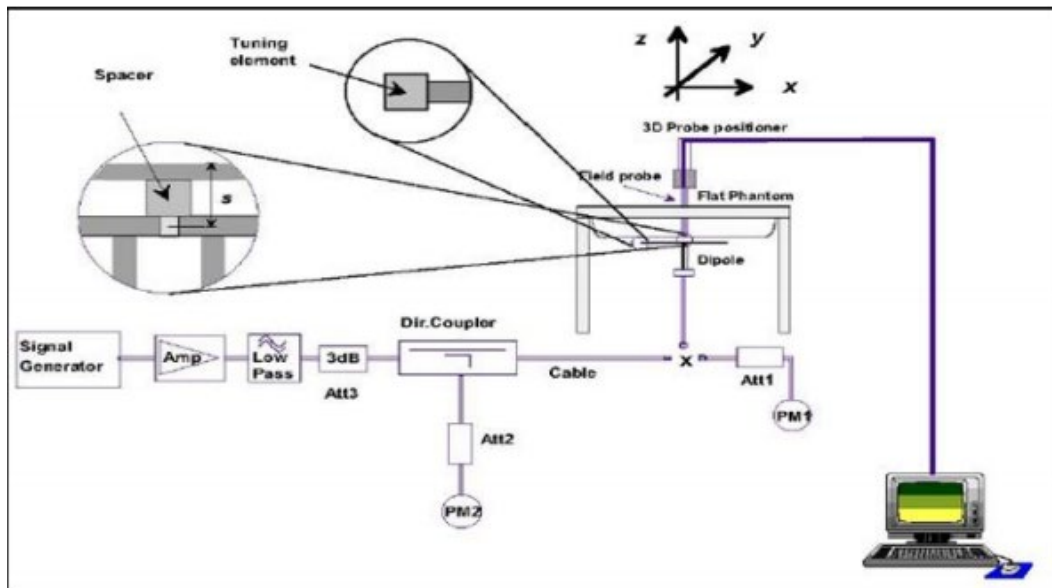 Tuning
element
Spacer
s
z
y
x
3D Probe positioner
Field probe
Flat Phantom
Dipole
Signal
Generator
Amp
Low
Pass
3dB
Att3
Dir.Coupler
Cable
X
Att1
PM1
Att2
PM2